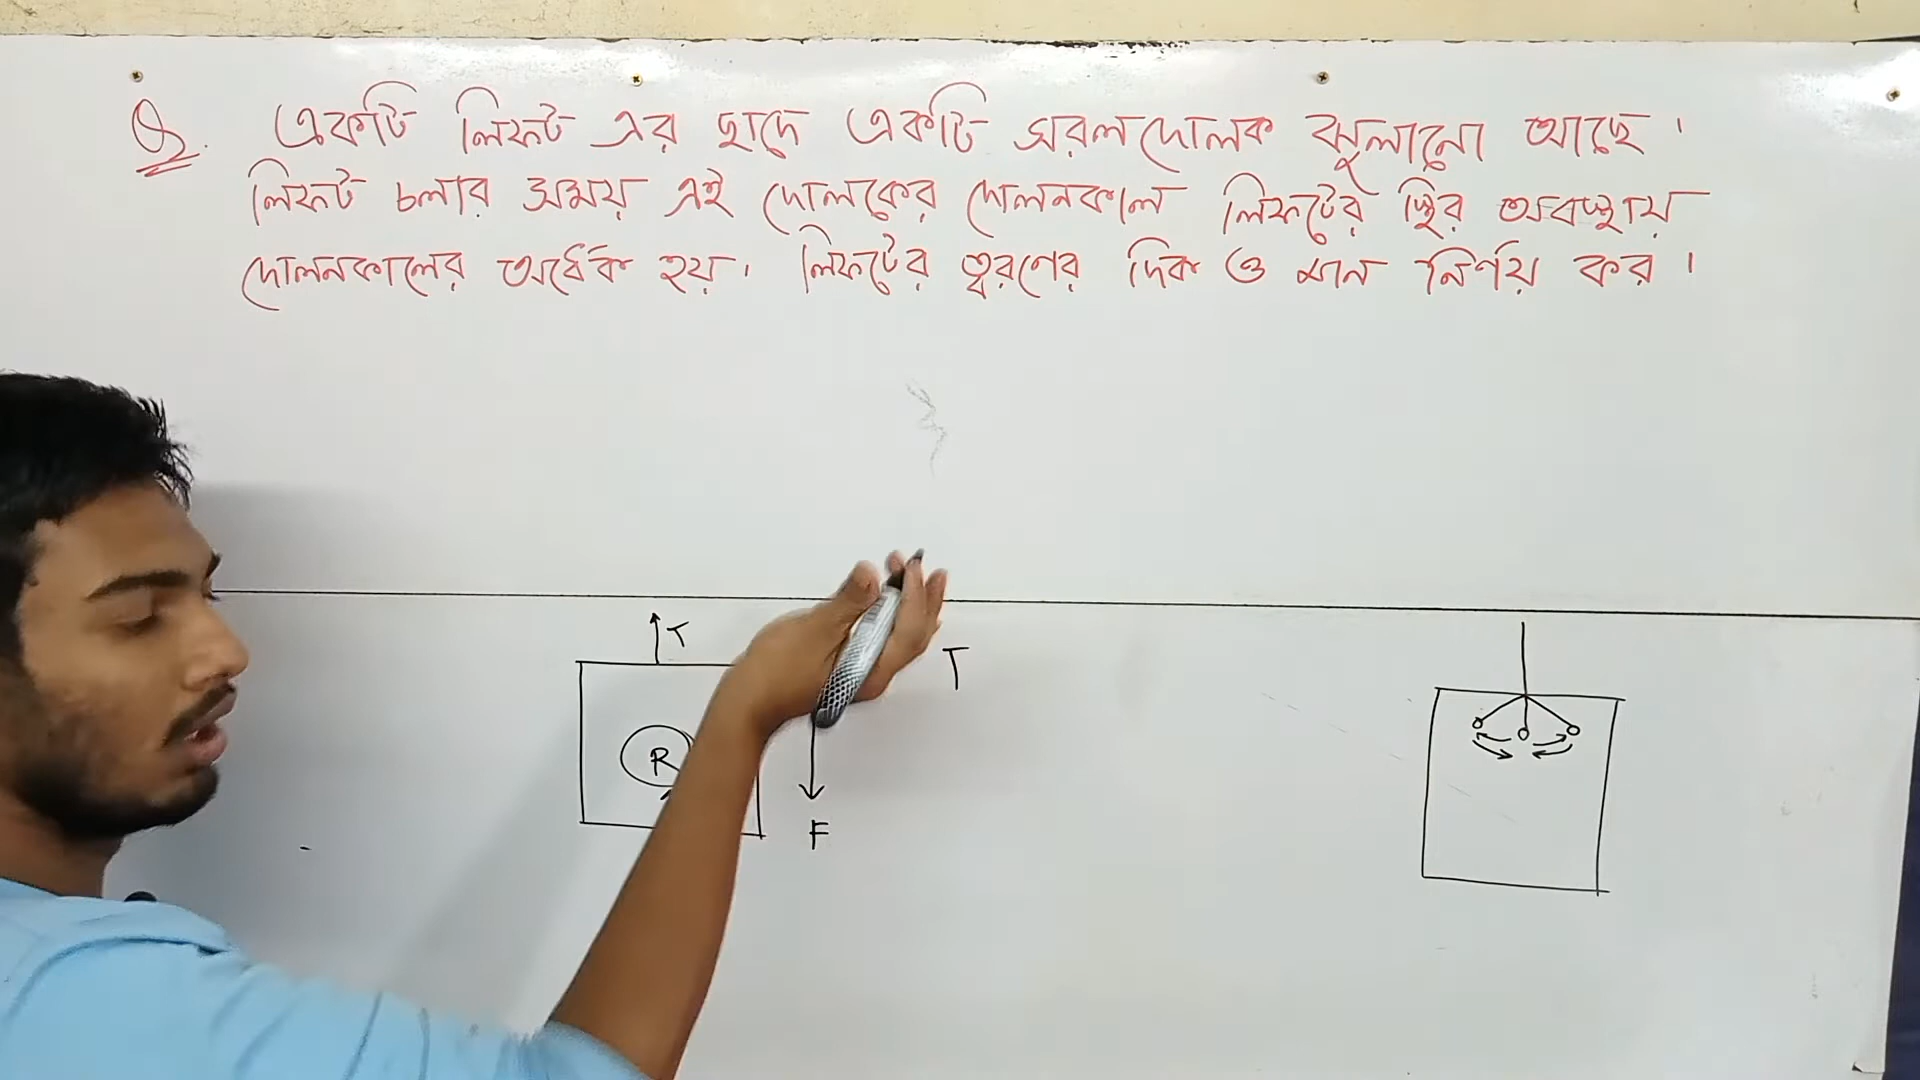 Q. একটি লিফট এর ছাদে একটি সরলদোলক ঝুলানো আছে।
লিফট চলার সময় এই দোলকের দোলনকাল লিফটের স্থির অবস্থায়
দোলনকালের অর্ধেক হয়। লিফটের ত্বরণের দিক ও মান নির্ণয় কর।
T
T
R
F